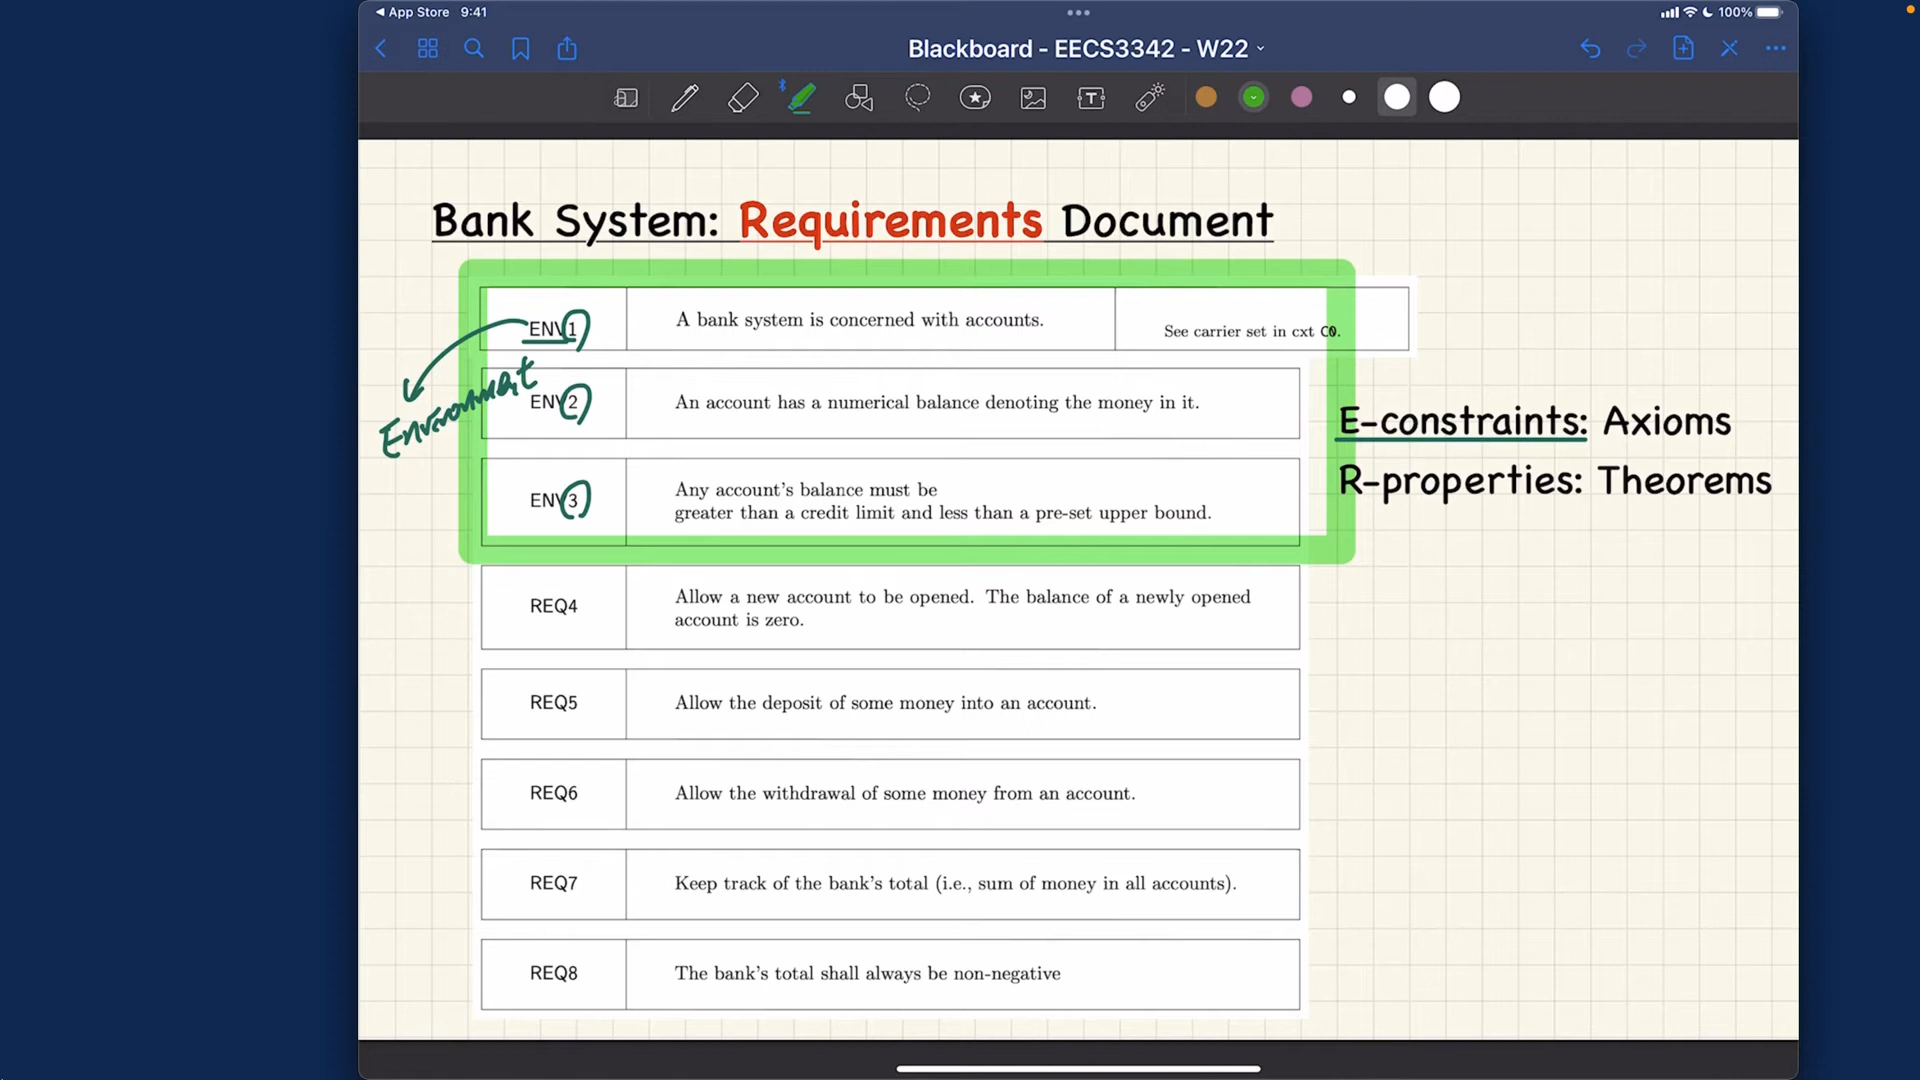 App Store 9:41
100%
Blackboard - EECS3342 - W22
Bank System: Requirements Document
ENV1
A bank system is concerned with accounts.
See carrier set in cxt C0.
Environment
ENV2
An account has a numerical balance denoting the money in it.
ENV3
Any account's balance must be
greater than a credit limit and less than a pre-set upper bound.
E-constraints: Axioms
R-properties: Theorems
REQ4
Allow a new account to be opened. The balance of a newly opened
account is zero.
REQ5
Allow the deposit of some money into an account.
REQ6
Allow the withdrawal of some money from an account.
REQ7
Keep track of the bank's total (i.e., sum of money in all accounts).
REQ8
The bank's total shall always be non-negative